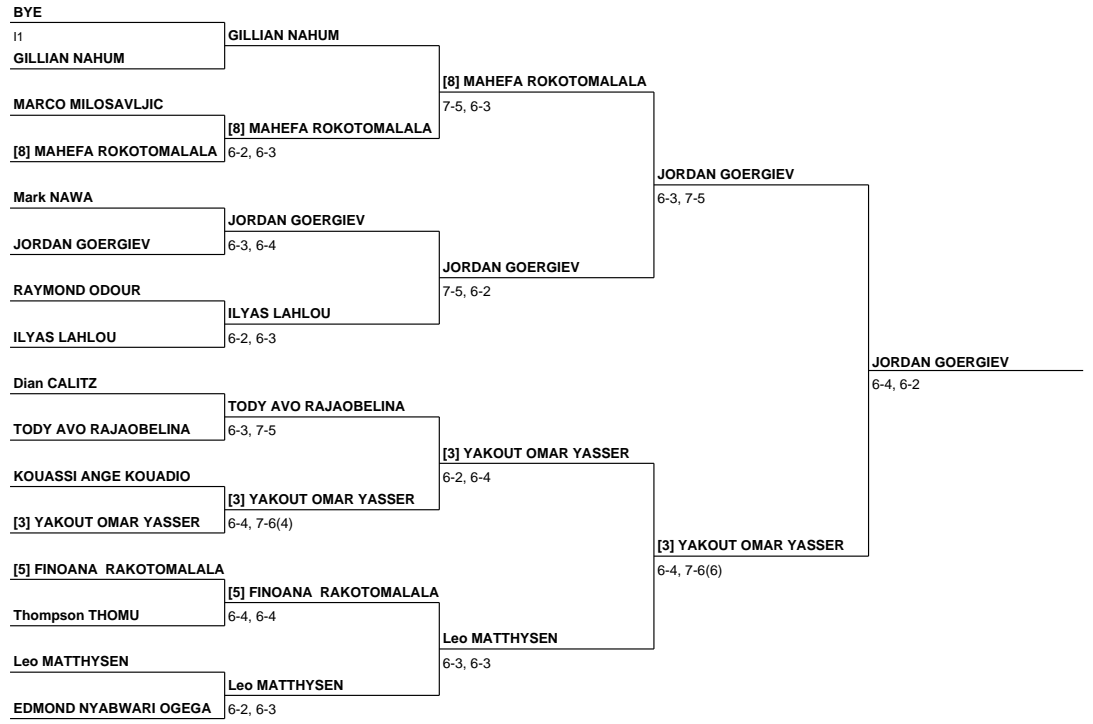 BYE
I1
GILLIAN NAHUM
MARCO MILOSAVLJIC
[8] MAHEFA ROKOTOMALALA
Mark NAWA
JORDAN GOERGIEV
RAYMOND ODOUR
ILYAS LAHLOU
Dian CALITZ
TODY AVO RAJAOBELINA
KOUASSI ANGE KOUADIO
[3] YAKOUT OMAR YASSER
[5] FINOANA  RAKOTOMALALA
Thompson THOMU
Leo MATTHYSEN
EDMOND NYABWARI OGEGA
GILLIAN NAHUM
[8] MAHEFA ROKOTOMALALA
6-2, 6-3
JORDAN GOERGIEV
6-3, 6-4
ILYAS LAHLOU
6-2, 6-3
TODY AVO RAJAOBELINA
6-3, 7-5
[3] YAKOUT OMAR YASSER
6-4, 7-6(4)
[5] FINOANA  RAKOTOMALALA
6-4, 6-4
Leo MATTHYSEN
6-2, 6-3
[8] MAHEFA ROKOTOMALALA
7-5, 6-3
JORDAN GOERGIEV
7-5, 6-2
[3] YAKOUT OMAR YASSER
6-2, 6-4
Leo MATTHYSEN
6-3, 6-3
JORDAN GOERGIEV
6-3, 7-5
[3] YAKOUT OMAR YASSER
6-4, 7-6(6)
JORDAN GOERGIEV
6-4, 6-2